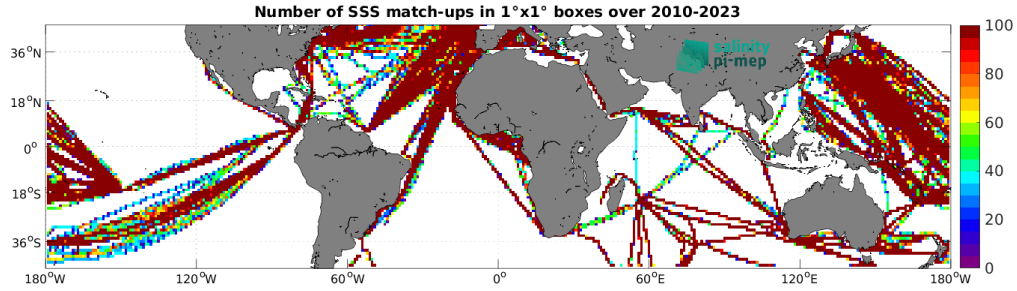 Number of SSS match-ups in 1°x1° boxes over 2010-2023
36°N
18°N
0°
18°S
36°S
180°W
120°W
60°W
0°
60°E
120°E
180°W
salinity
pi-mep
100
80
60
40
20
0